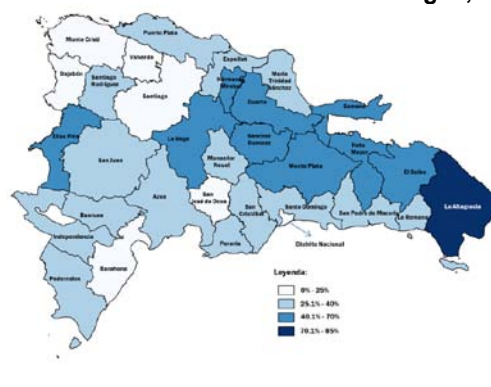 Monte Cristi
Puerto Plata
Valverde
Espaillat
Dajabón
Santiago
Rodríguez
Hermanas
Mirabal
María
Trinidad
Sánchez
Santiago
Duarte
Samaná
Elías Piña
La Vega
Sánchez
Ramírez
Hato
Mayor
San Juan
Monseñor
Nouel
Monte Plata
El Seibo
Azua
San
José de Ocoa
San
Cristóbal
Santo Domingo
San Pedro de Macorís
La Romana
La Altagracia
Bahoruco
Independencia
Peravia
Distrito Nacional
Pedernales
Barahona
Leyenda:
0% - 25%
25.1% - 40%
40.1% - 70%
70.1% - 85%